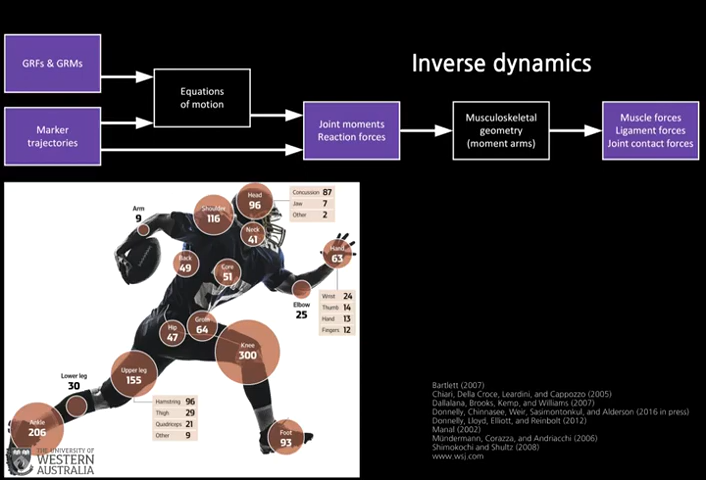 Inverse dynamics
GRFs & GRMs
Equations
of motion
Marker
trajectories
Joint moments
Reaction forces
Musculoskeletal
geometry
(moment arms)
Muscle forces
Ligament forces
Joint contact forces
Head
96
Concussion 87
Jaw 7
Other 2
Shoulder
116
Arm
9
Neck
41
Hand
63
Back
49
Core
51
Elbow
25
Wrist 24
Thumb 14
Hand 13
Fingers 12
Groin
64
Hip
47
Knee
300
Upper leg
155
Lower leg
30
Hamstring 96
Thigh 29
Quadriceps 21
Other 9
Ankle
206
Foot
93
THE UNIVERSITY OF
WESTERN
AUSTRALIA
Bartlett (2007)
Chiari, Della Croce, Leardini, and Cappozzo (2005)
Dallalana, Brooks, Kemp, and Williams (2007)
Donnelly, Chinnasee, Weir, Sasimontonkul, and Alderson (2016 in press)
Donnelly, Lloyd, Elliott, and Reinbolt (2012)
Manal (2002)
Mündermann, Corazza, and Andriacchi (2006)
Shimokochi and Shultz (2008)
www.wsj.com